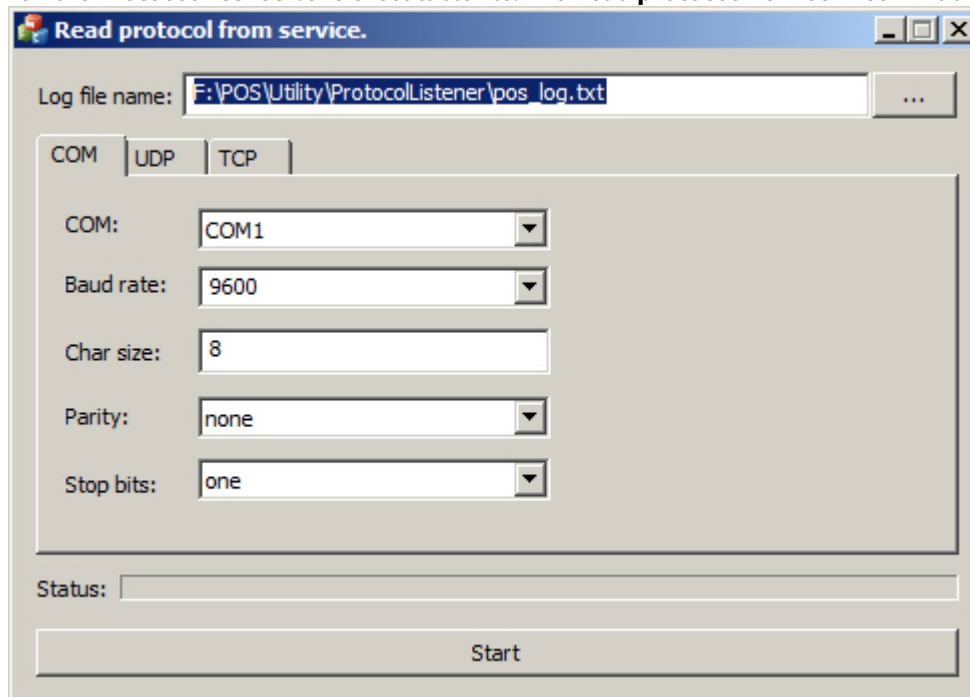 Read protocol from service.
Log file name: F:\POS\Utility\ProtocolListener\pos_log.txt ...
COM UDP TCP
COM: COM1
Baud rate: 9600
Char size: 8
Parity: none
Stop bits: one
Status:
Start